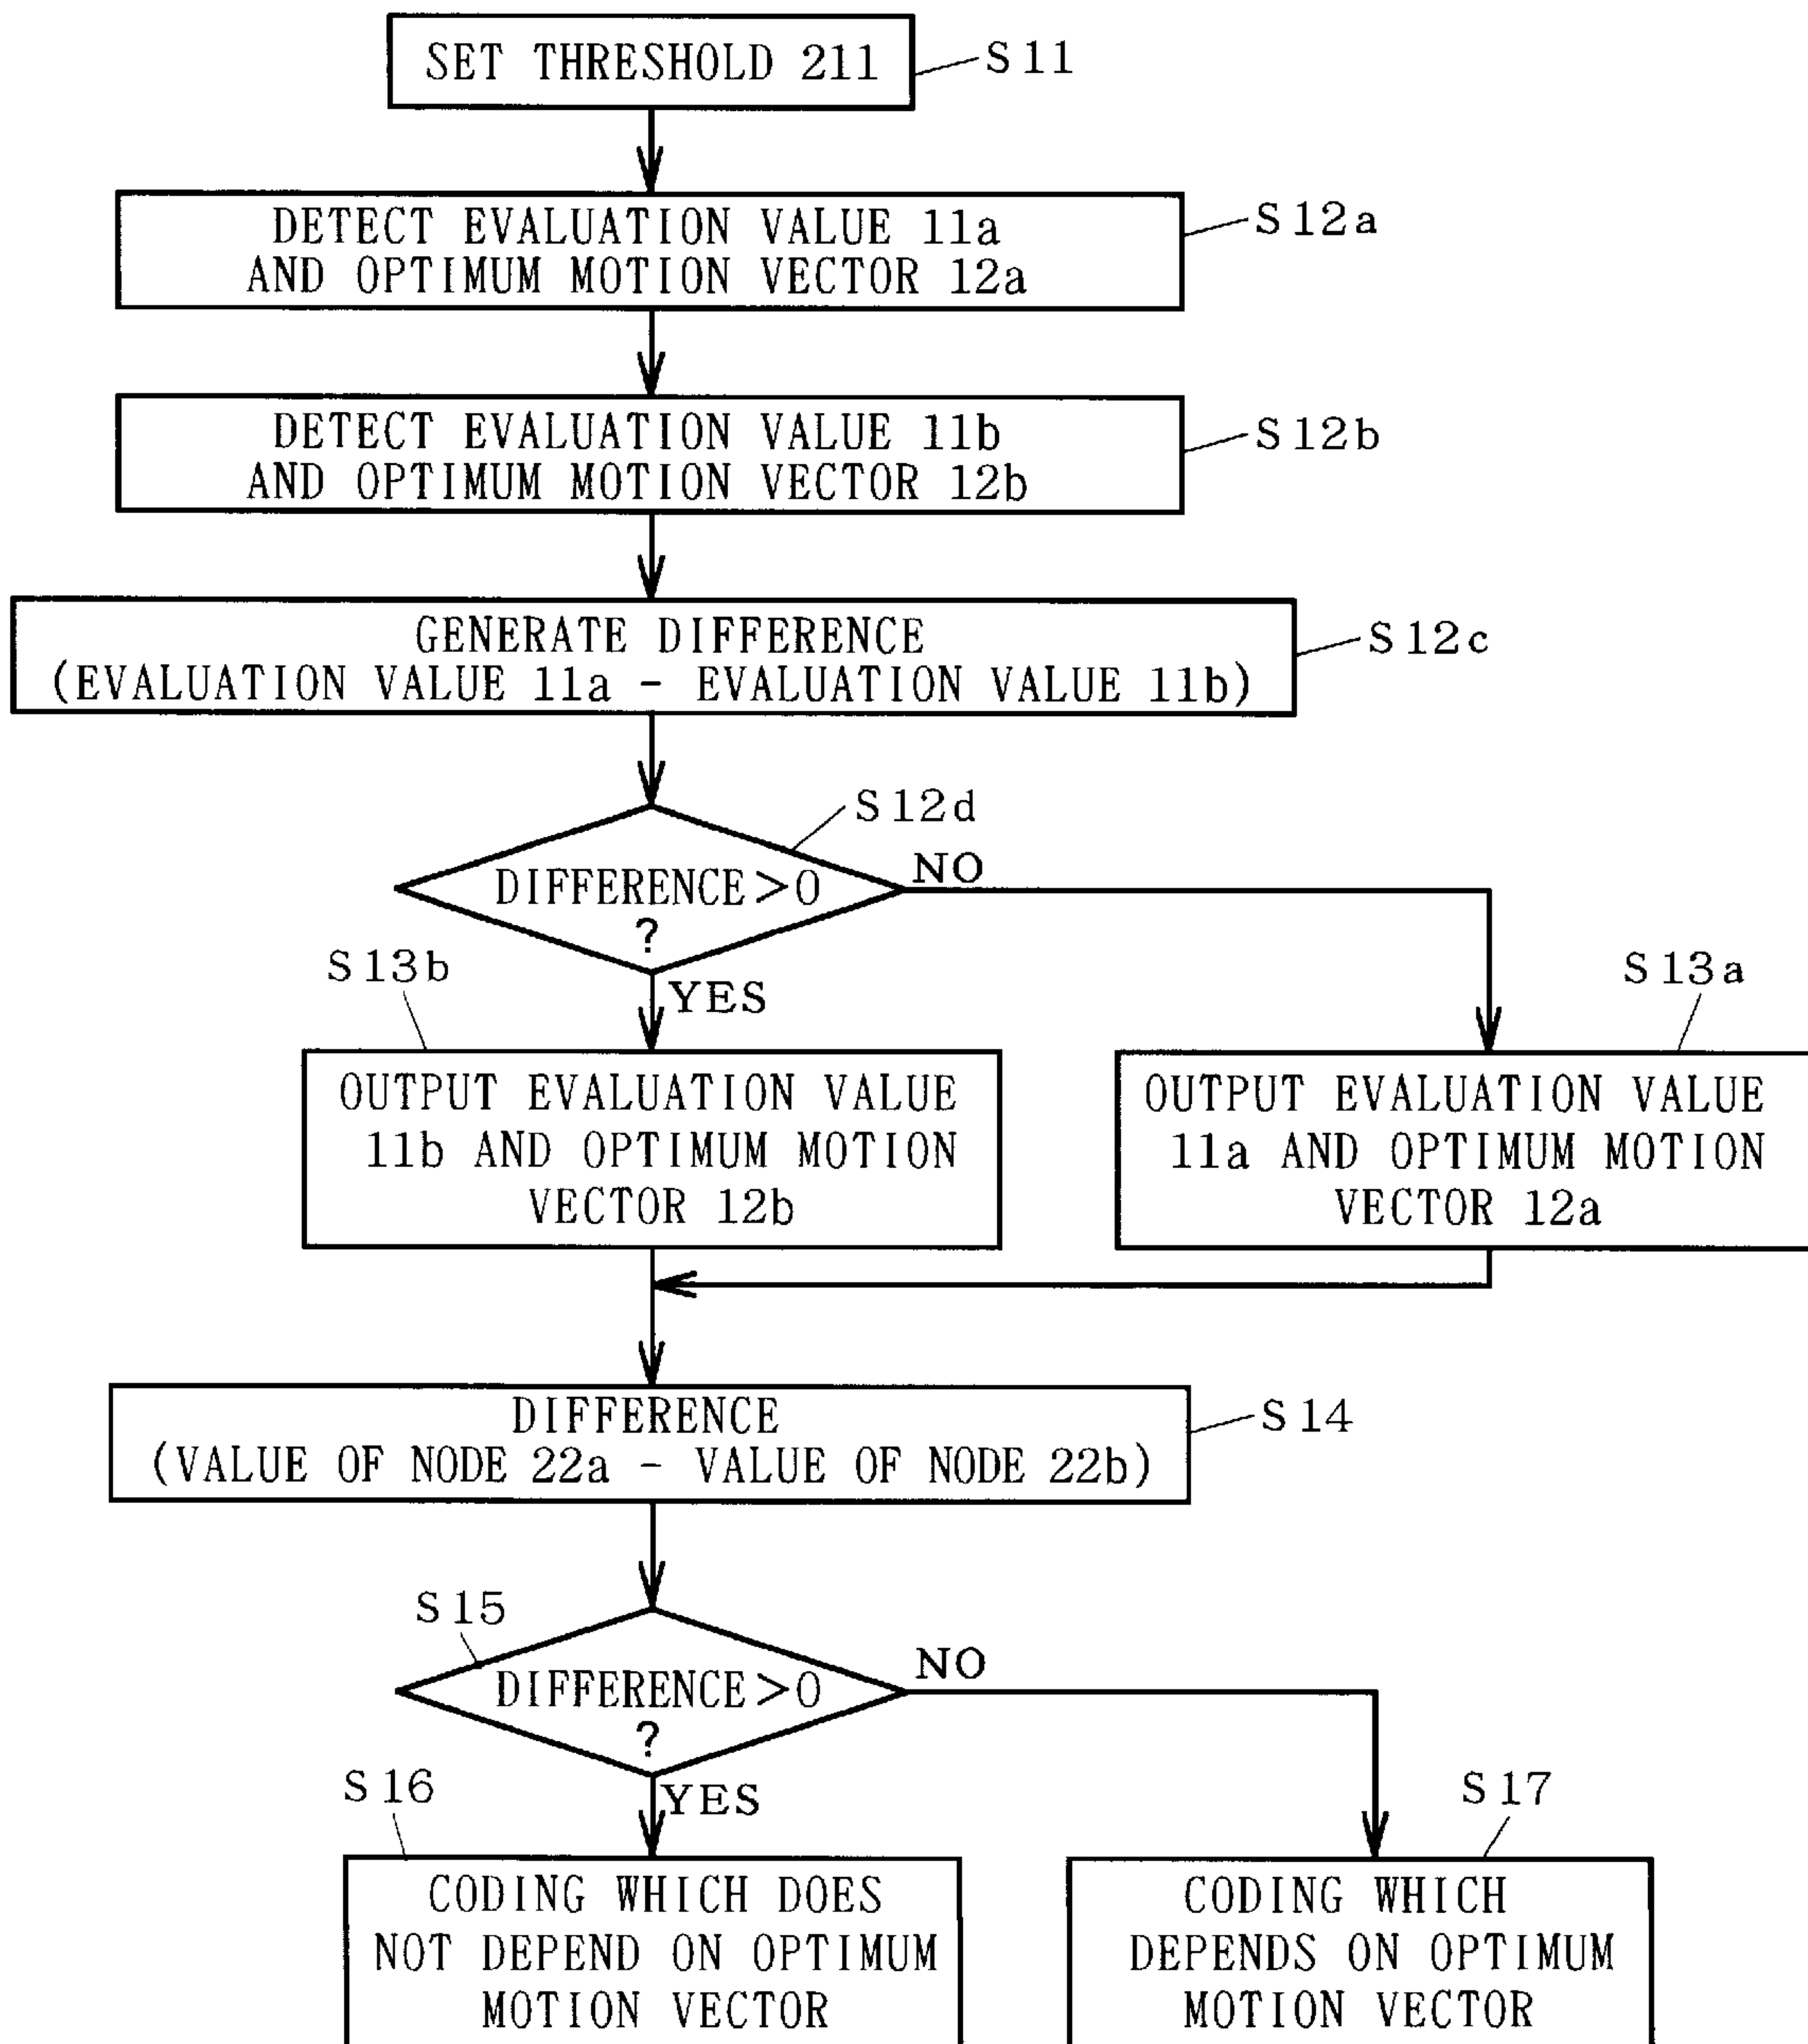 SET THRESHOLD 211
S11
DETECT EVALUATION VALUE 11a
AND OPTIMUM MOTION VECTOR 12a
S12a
DETECT EVALUATION VALUE 11b
AND OPTIMUM MOTION VECTOR 12b
S12b
GENERATE DIFFERENCE
(EVALUATION VALUE 11a - EVALUATION VALUE 11b)
S12c
S12d
DIFFERENCE>0
?
NO
YES
S13b
OUTPUT EVALUATION VALUE
11b AND OPTIMUM MOTION
VECTOR 12b
S13a
OUTPUT EVALUATION VALUE
11a AND OPTIMUM MOTION
VECTOR 12a
DIFFERENCE
(VALUE OF NODE 22a - VALUE OF NODE 22b)
S14
S15
DIFFERENCE>0
?
NO
YES
S16
CODING WHICH DOES
NOT DEPEND ON OPTIMUM
MOTION VECTOR
S17
CODING WHICH
DEPENDS ON OPTIMUM
MOTION VECTOR